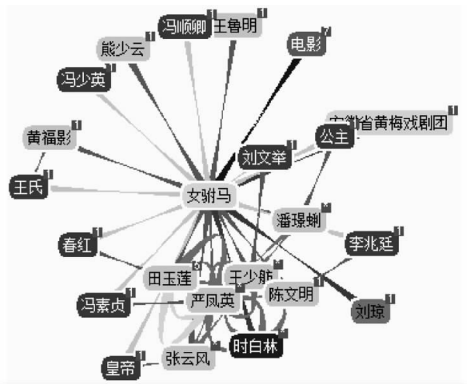 冯顺卿
王鲁明
熊少云
电影
冯少英
安徽省黄梅戏剧团
黄福影
公主
刘文举
王氏
女驸马
潘璟琍
春红
李兆廷
田玉莲
王少舫
严凤英
陈文明
冯素贞
刘琼
时白林
皇帝
张云风